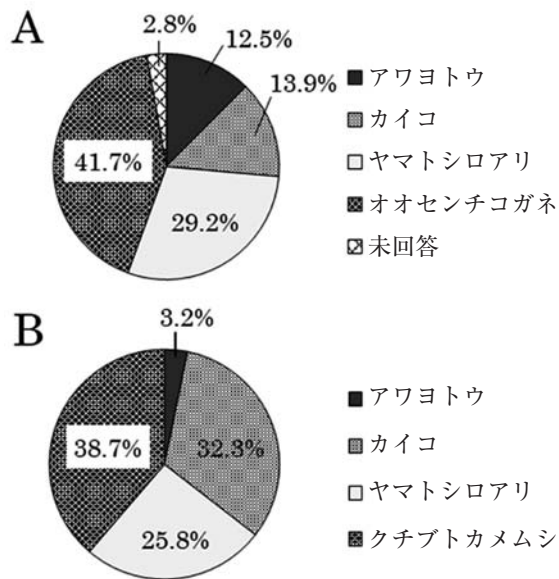 A
2.8%
12.5%
13.9%
41.7%
29.2%
アワヨトウ
カイコ
ヤマトシロアリ
オオセンチコガネ
未回答
B
3.2%
38.7%
32.3%
25.8%
アワヨトウ
カイコ
ヤマトシロアリ
クチブトカメムシ